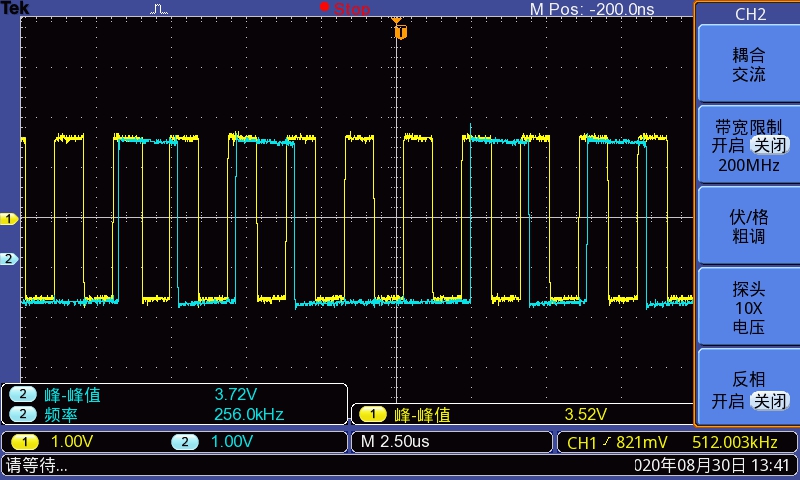 Tek Stop M Pos: -200.0ns CH2
T
耦合
交流
带宽限制
开启 关闭
200MHz
1
伏/格
粗调
2
探头
10X
电压
反相
开启 关闭
2 峰-峰值 3.72V
2 频率 256.0kHz
1 峰-峰值 3.52V
1 1.00V 2 1.00V M 2.50us CH1 821mV 512.003kHz
请等待... 020年08月30日 13:41